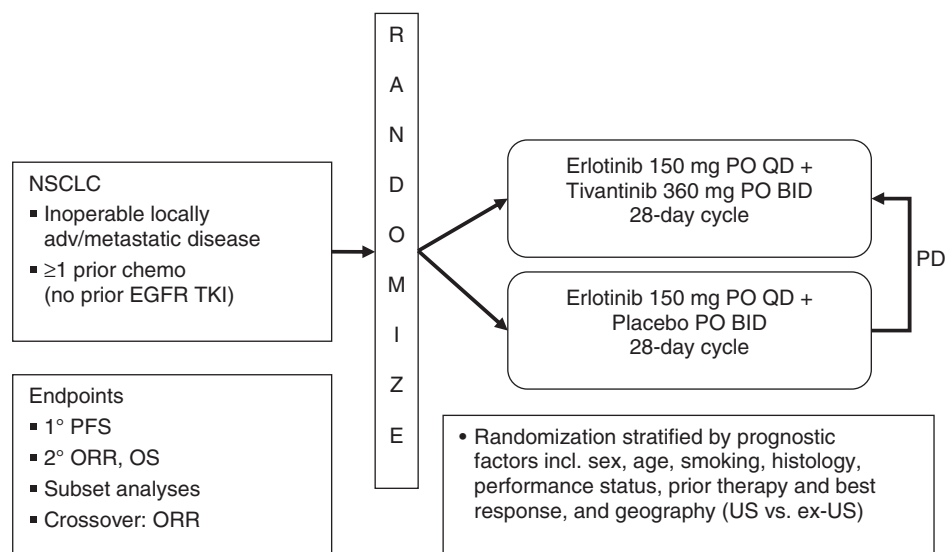 NSCLC
▪ Inoperable locally
adv/metastatic disease
▪ ≥1 prior chemo
(no prior EGFR TKI)
Endpoints
▪ 1° PFS
▪ 2° ORR, OS
▪ Subset analyses
▪ Crossover: ORR
R
A
N
D
O
M
I
Z
E
Erlotinib 150 mg PO QD +
Tivantinib 360 mg PO BID
28-day cycle
PD
Erlotinib 150 mg PO QD +
Placebo PO BID
28-day cycle
• Randomization stratified by prognostic
factors incl. sex, age, smoking, histology,
performance status, prior therapy and best
response, and geography (US vs. ex-US)